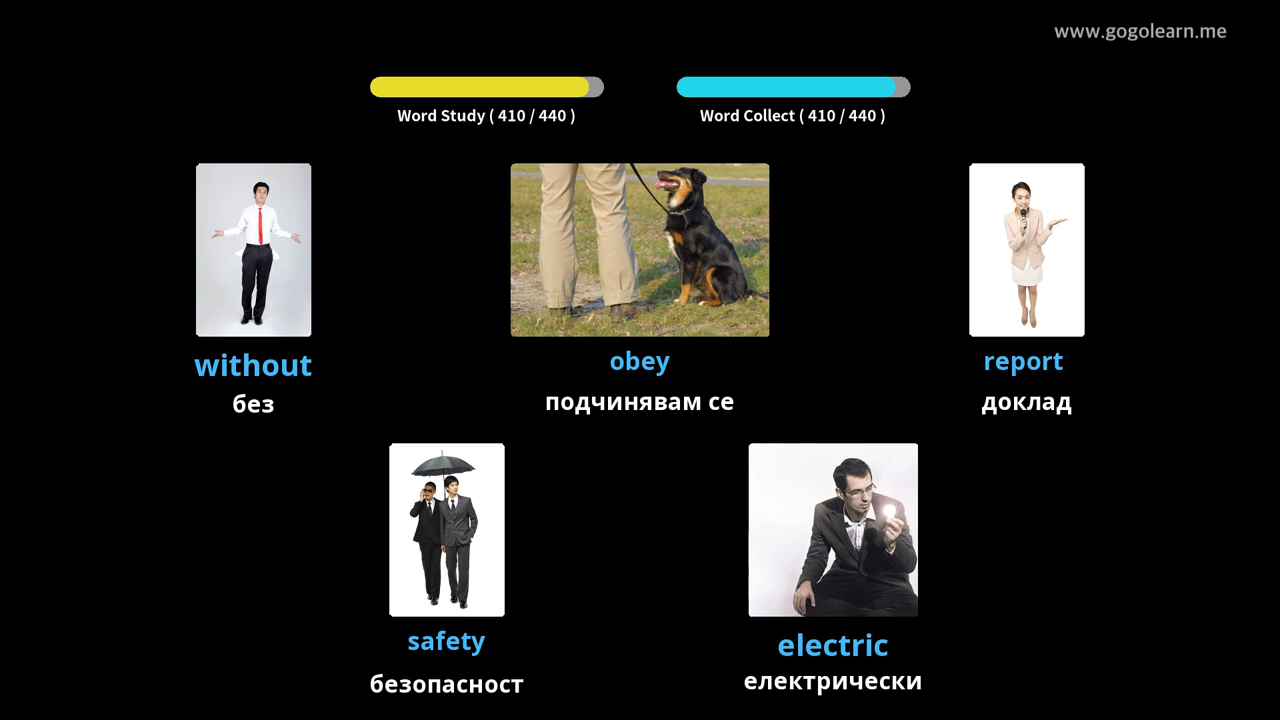 www.gogolearn.me
Word Study ( 410 / 440 )
Word Collect ( 410 / 440 )
without
без
obey
подчинявам се
report
доклад
safety
безопасност
electric
електрически